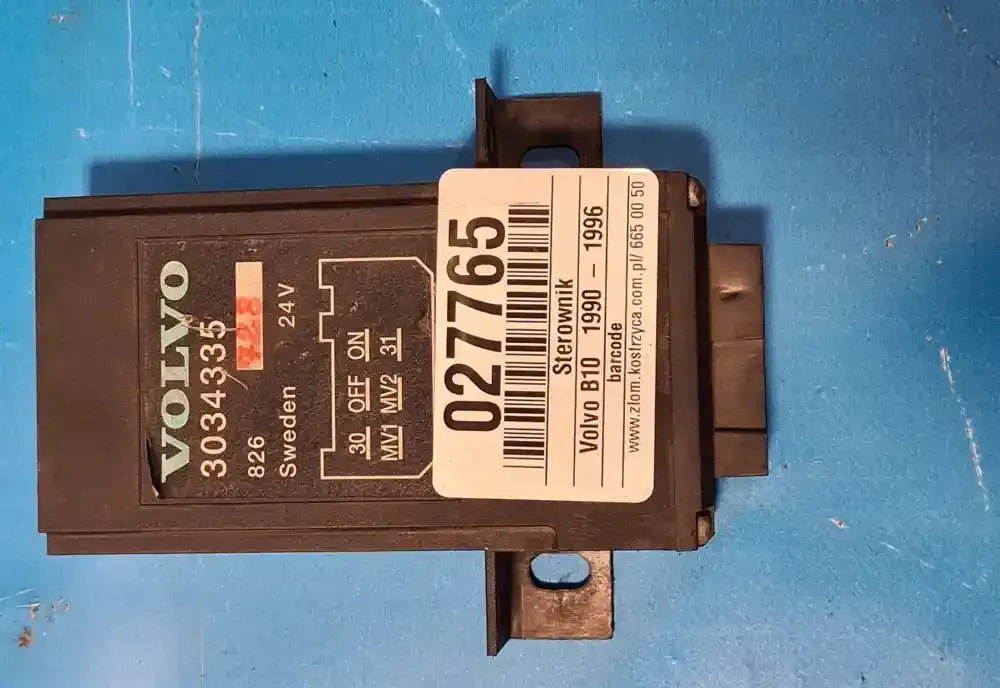 VOLVO
3034335
826
Sweden 24V
30 OFF ON
MV1 MV2 31
027765
Sterownik
Volvo B10 1990 - 1996
barcode
www.zlom.kostrzyca.com.pl/ 665 00 50